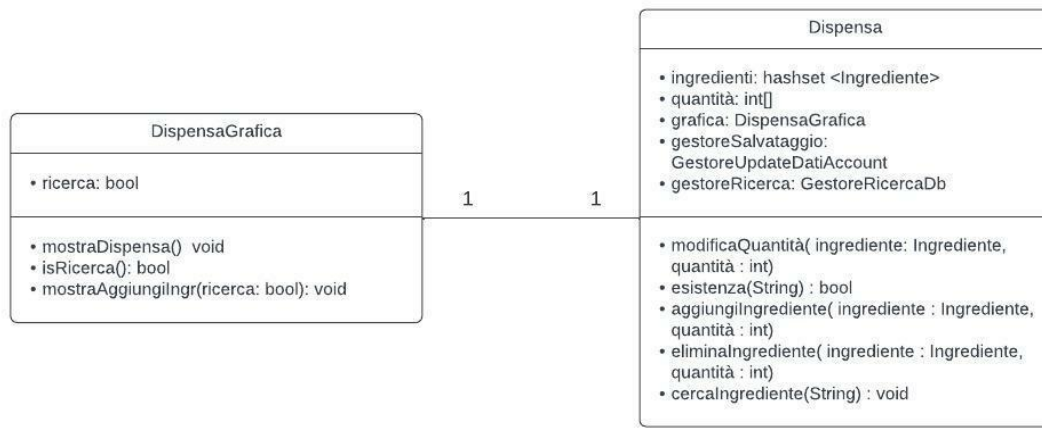 DispensaGrafica
• ricerca: bool
• mostraDispensa()  void
• isRicerca(): bool
• mostraAggiungiIngr(ricerca: bool): void
1
1
Dispensa
• ingredienti: hashset <Ingrediente>
• quantità: int[]
• grafica: DispensaGrafica
• gestoreSalvataggio:
GestoreUpdateDatiAccount
• gestoreRicerca: GestoreRicercaDb
• modificaQuantità( ingrediente: Ingrediente,
quantità : int)
• esistenza(String) : bool
• aggiungiIngrediente( ingrediente : Ingrediente,
quantità : int)
• eliminaIngrediente( ingrediente : Ingrediente,
quantità : int)
• cercaIngrediente(String) : void